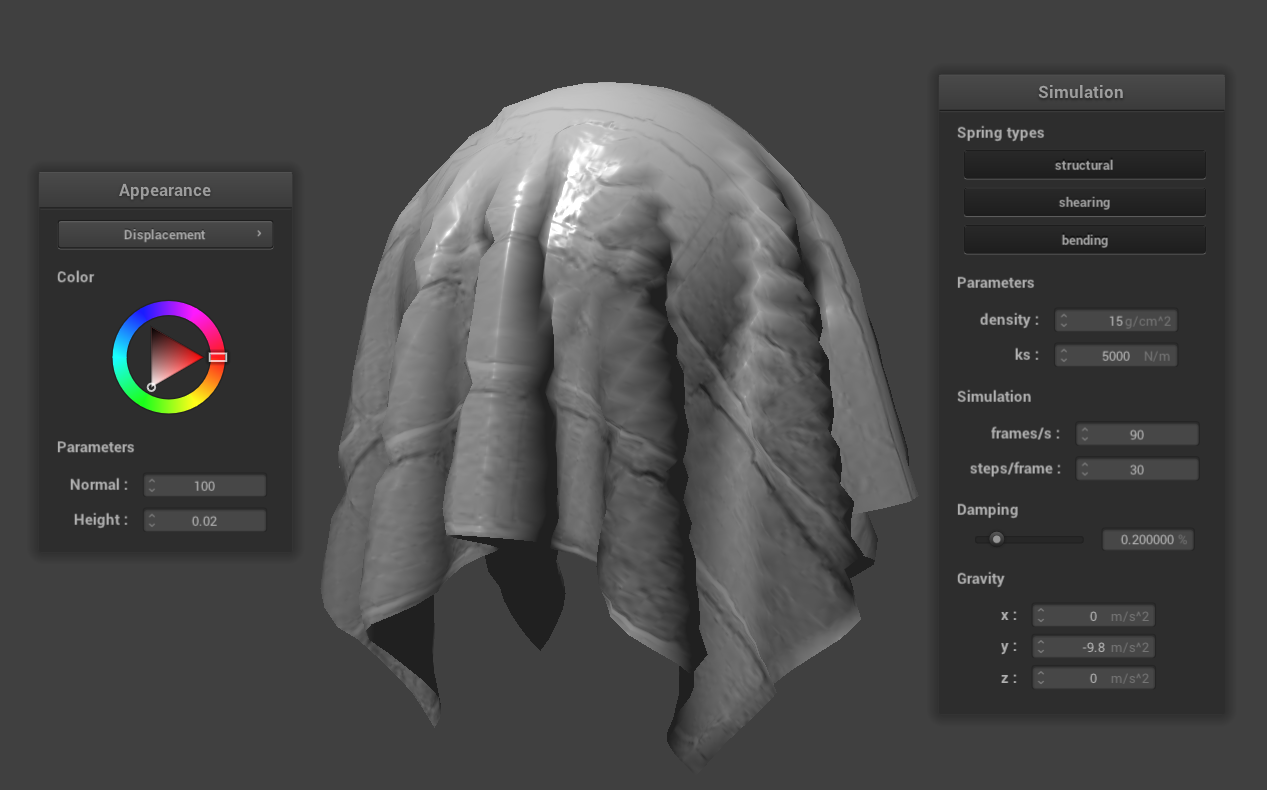 Appearance
Displacement ›
Color
Parameters
Normal : 100
Height : 0.02
Simulation
Spring types
structural
shearing
bending
Parameters
density : 15 g/cm^2
ks : 5000 N/m
Simulation
frames/s : 90
steps/frame : 30
Damping
0.200000 %
Gravity
x : 0 m/s^2
y : -9.8 m/s^2
z : 0 m/s^2